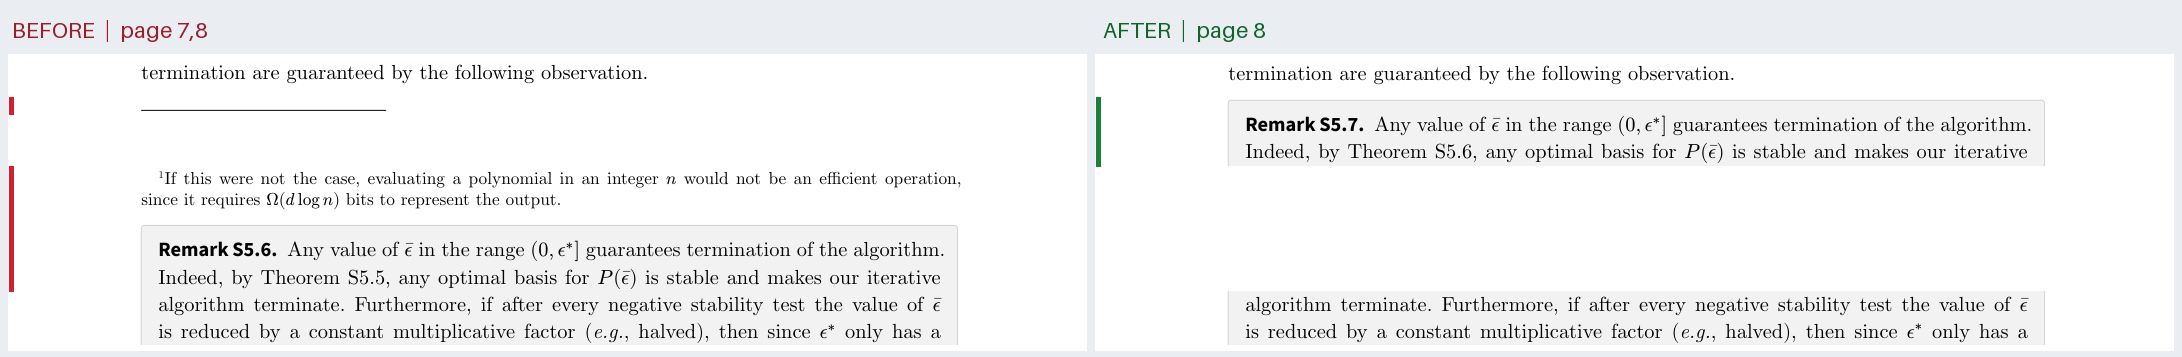 BEFORE | page 7,8
termination are guaranteed by the following observation.
¹If this were not the case, evaluating a polynomial in an integer n would not be an efficient operation,
since it requires Ω(d log n) bits to represent the output.
Remark S5.6. Any value of ϵ̄ in the range (0, ϵ*] guarantees termination of the algorithm.
Indeed, by Theorem S5.5, any optimal basis for P(ϵ̄) is stable and makes our iterative
algorithm terminate. Furthermore, if after every negative stability test the value of ϵ̄
is reduced by a constant multiplicative factor (e.g., halved), then since ϵ* only has a
AFTER | page 8
termination are guaranteed by the following observation.
Remark S5.7. Any value of ϵ̄ in the range (0, ϵ*] guarantees termination of the algorithm.
Indeed, by Theorem S5.6, any optimal basis for P(ϵ̄) is stable and makes our iterative
algorithm terminate. Furthermore, if after every negative stability test the value of ϵ̄
is reduced by a constant multiplicative factor (e.g., halved), then since ϵ* only has a